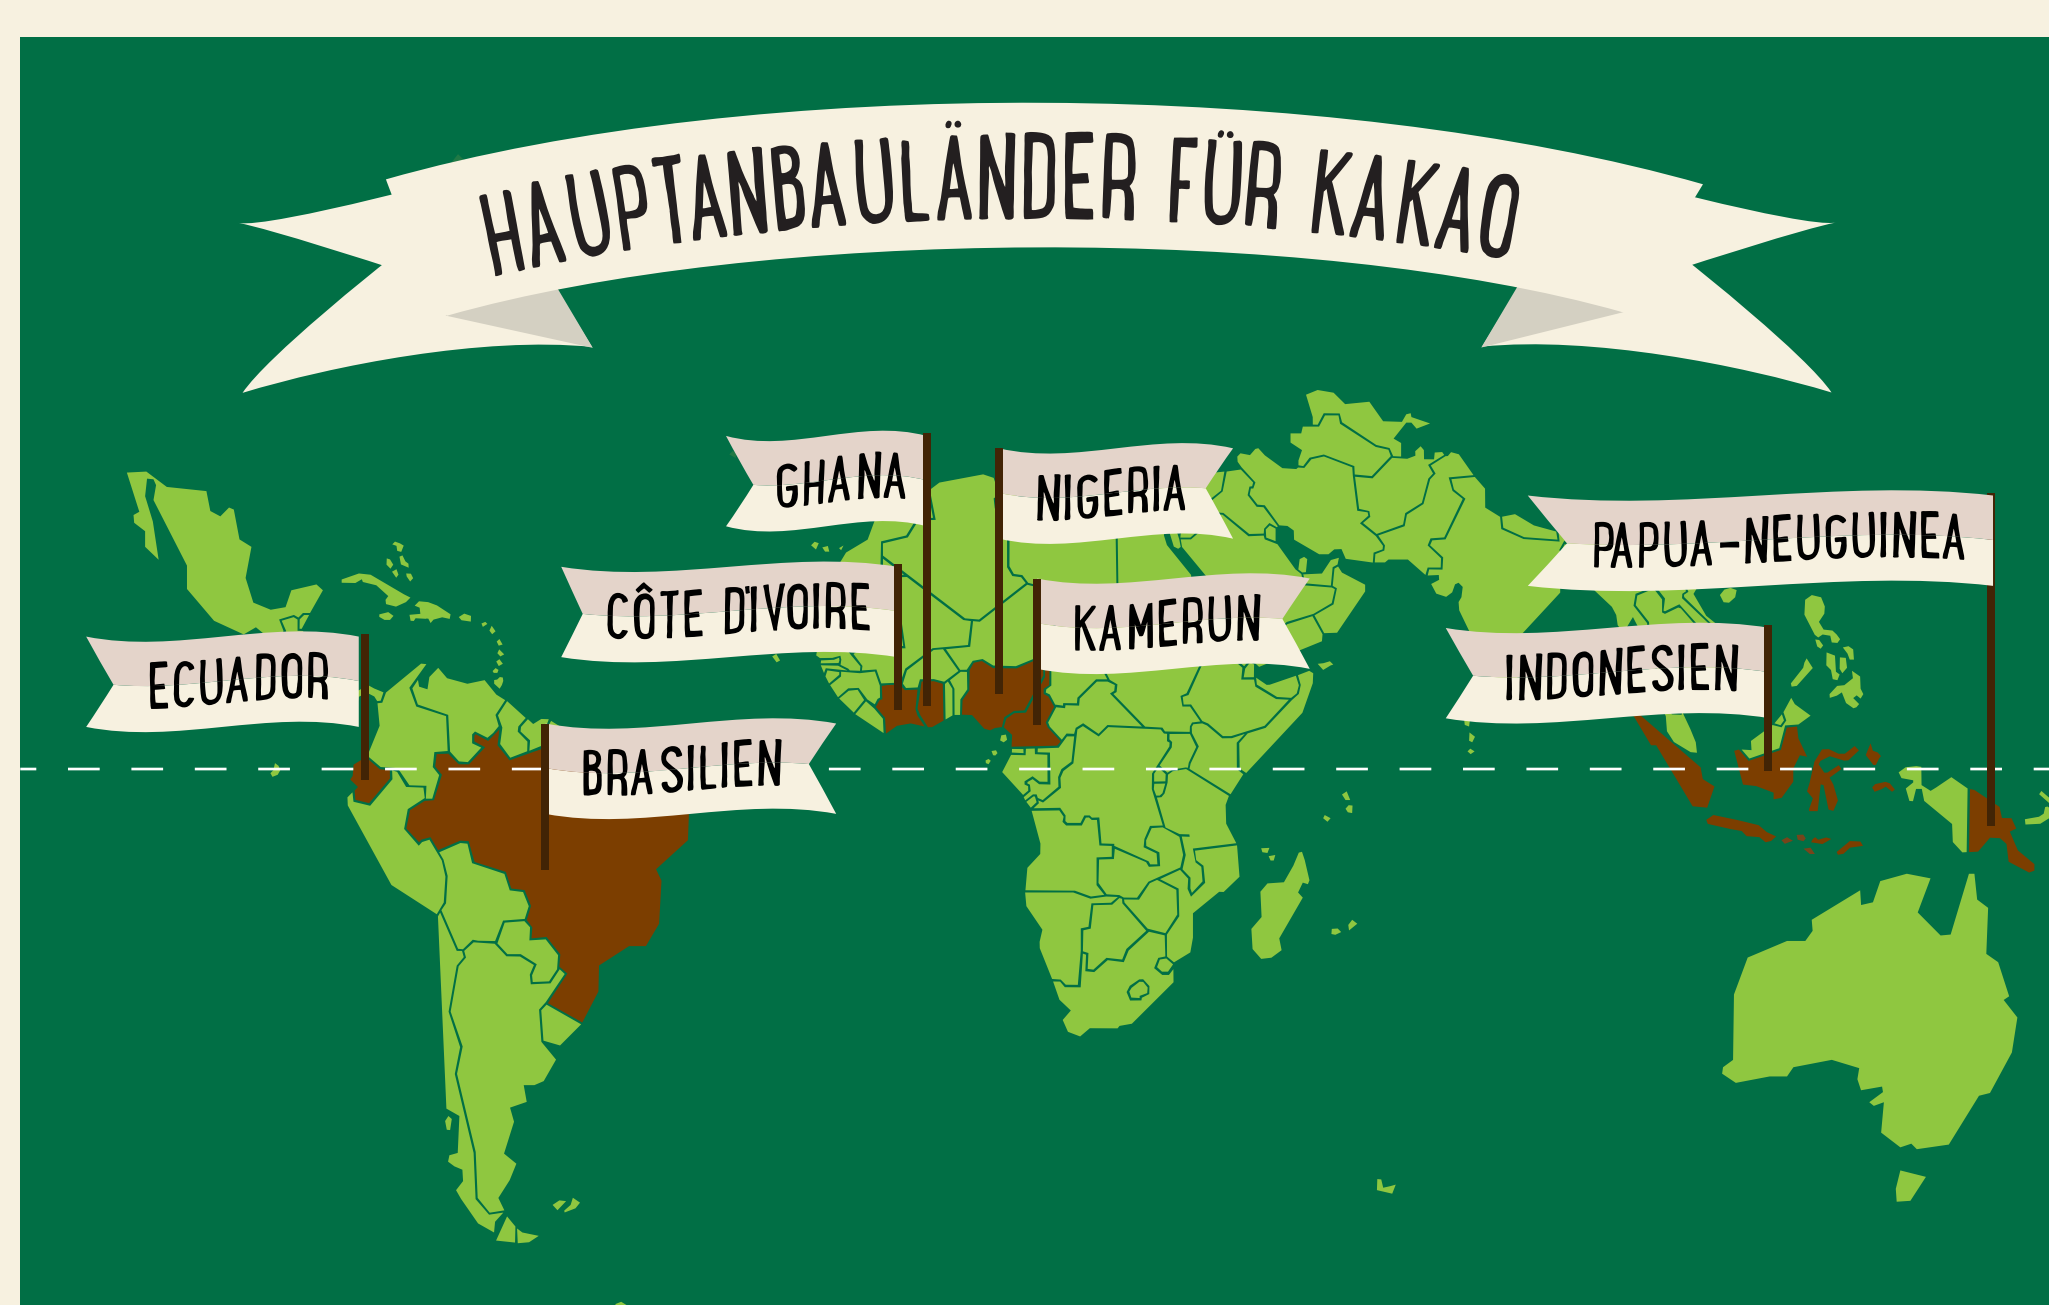 HAUPTANBAULÄNDER FÜR KAKAO
GHANA
NIGERIA
PAPUA-NEUGUINEA
CÔTE D'IVOIRE
KAMERUN
ECUADOR
INDONESIEN
BRASILIEN